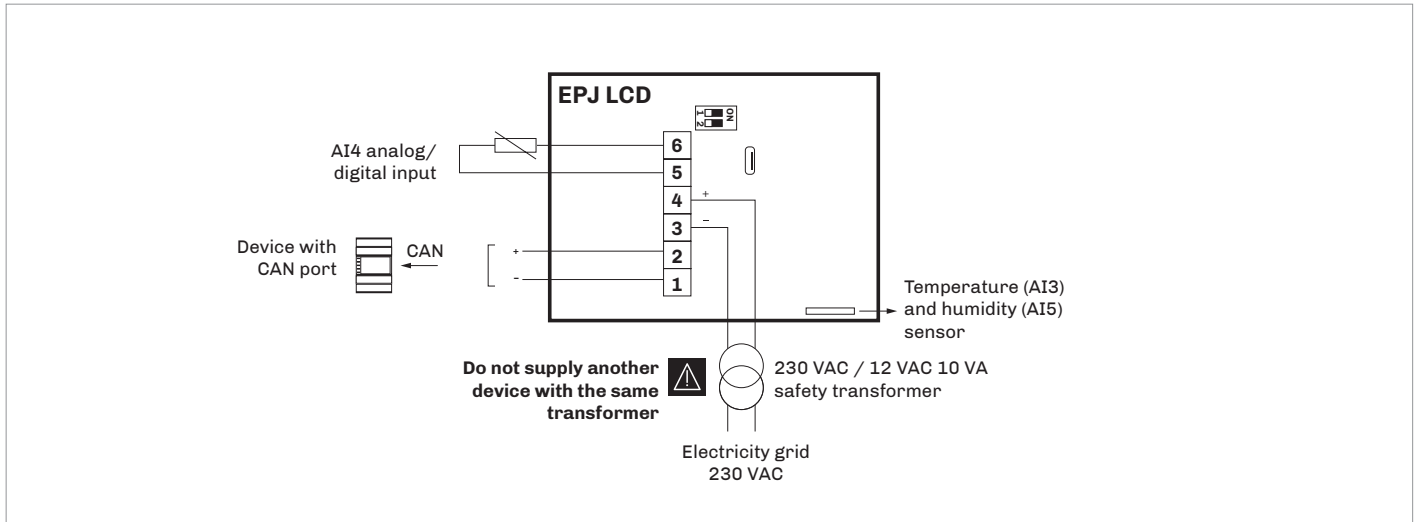 EPJ LCD
ON
1 2
AI4 analog/
digital input
6
5
4
+
3
–
2
+
1
-
Device with
CAN port
CAN
Temperature (AI3)
and humidity (AI5)
sensor
Do not supply another
device with the same
transformer
230 VAC / 12 VAC 10 VA
safety transformer
Electricity grid
230 VAC